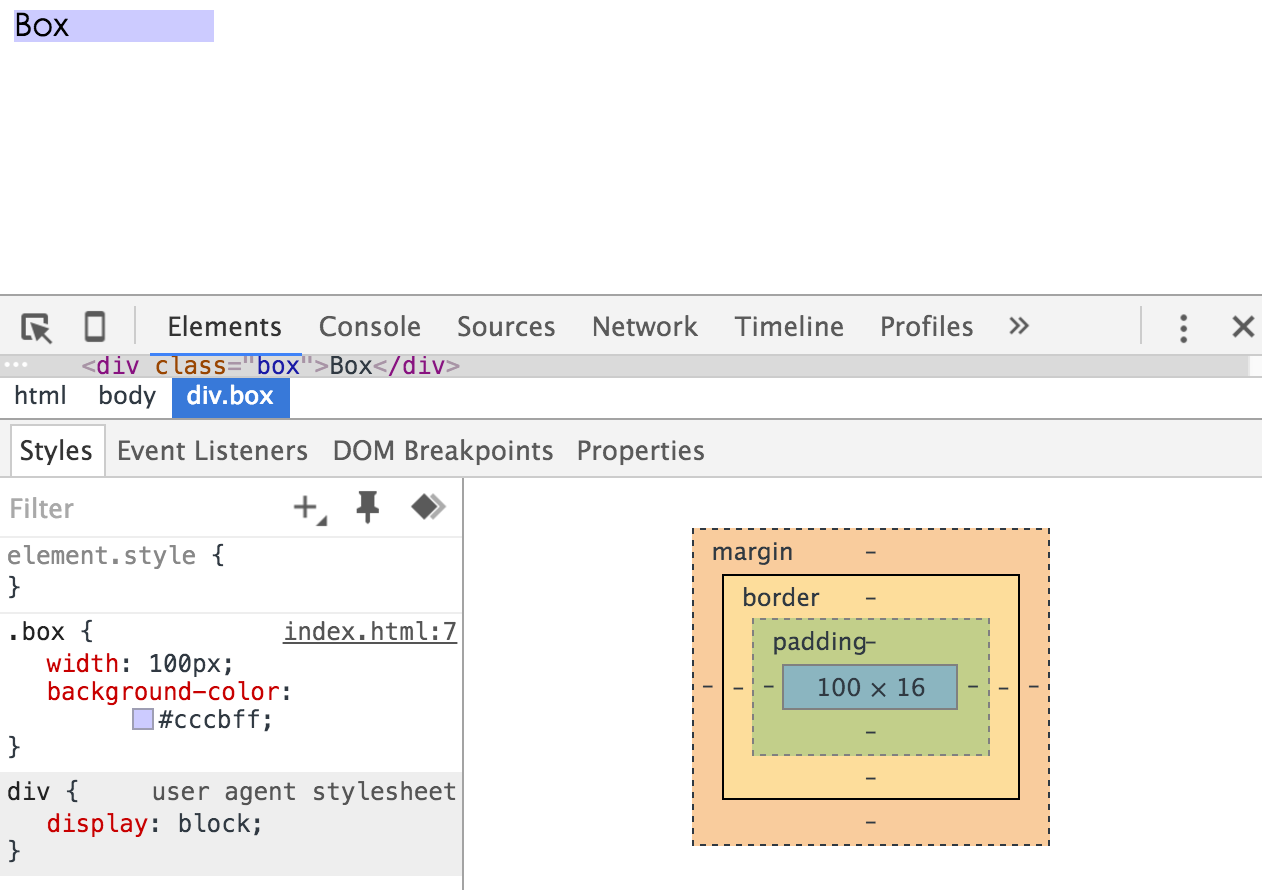 Box
Elements Console Sources Network Timeline Profiles »
… <div class="box">Box</div>
html body div.box
Styles Event Listeners DOM Breakpoints Properties
Filter
element.style {
}
.box { index.html:7
width: 100px;
background-color:
#cccbff;
}
div { user agent stylesheet
display: block;
}
margin –
border –
padding –
– – – 100 × 16 – – –
–
–
–